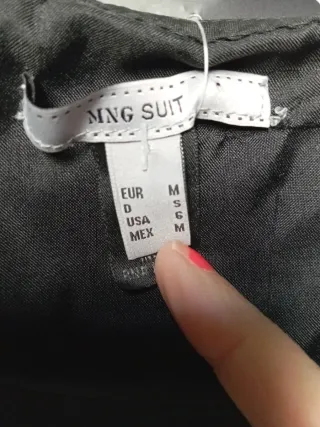 MNG SUIT
EUR M
D S
USA 6
MEX M